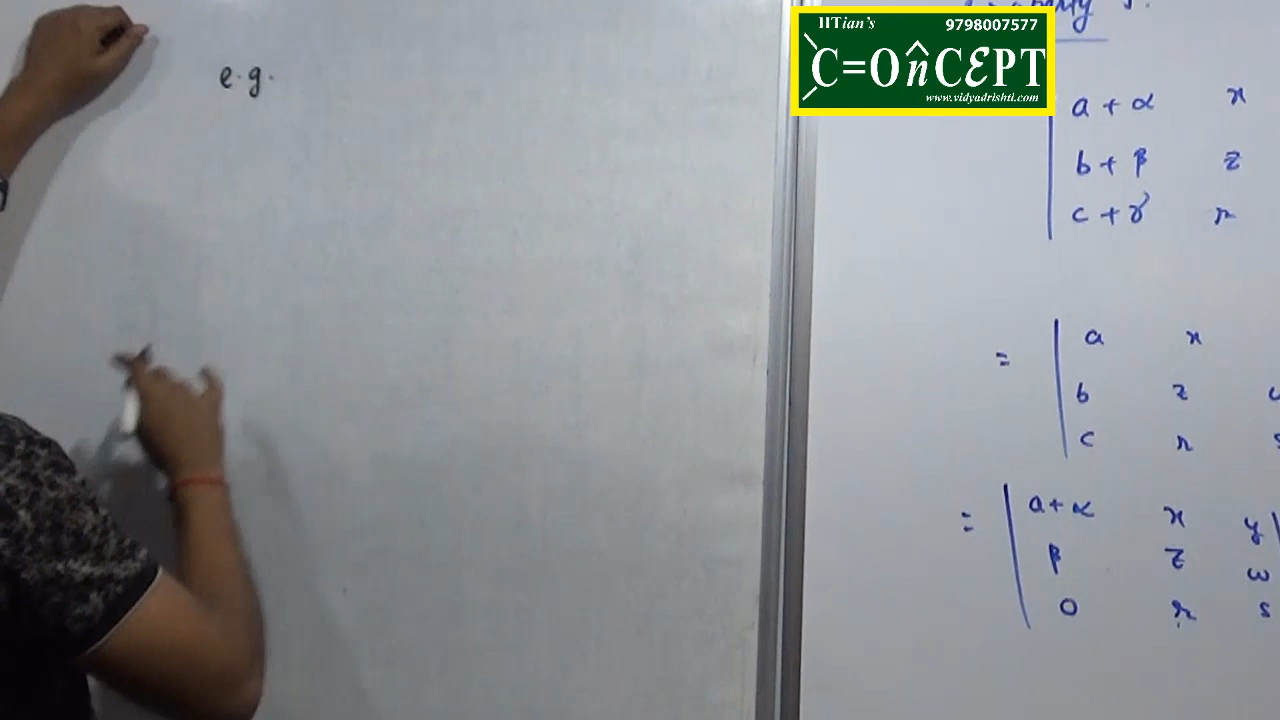 e.g.
IITian's 9798007577
C=OnCEPT
www.vidyadrishti.com
a + α x
b + β z
c + γ r
= a x
b z
c r
= a+α x y
β z ω
0 r s